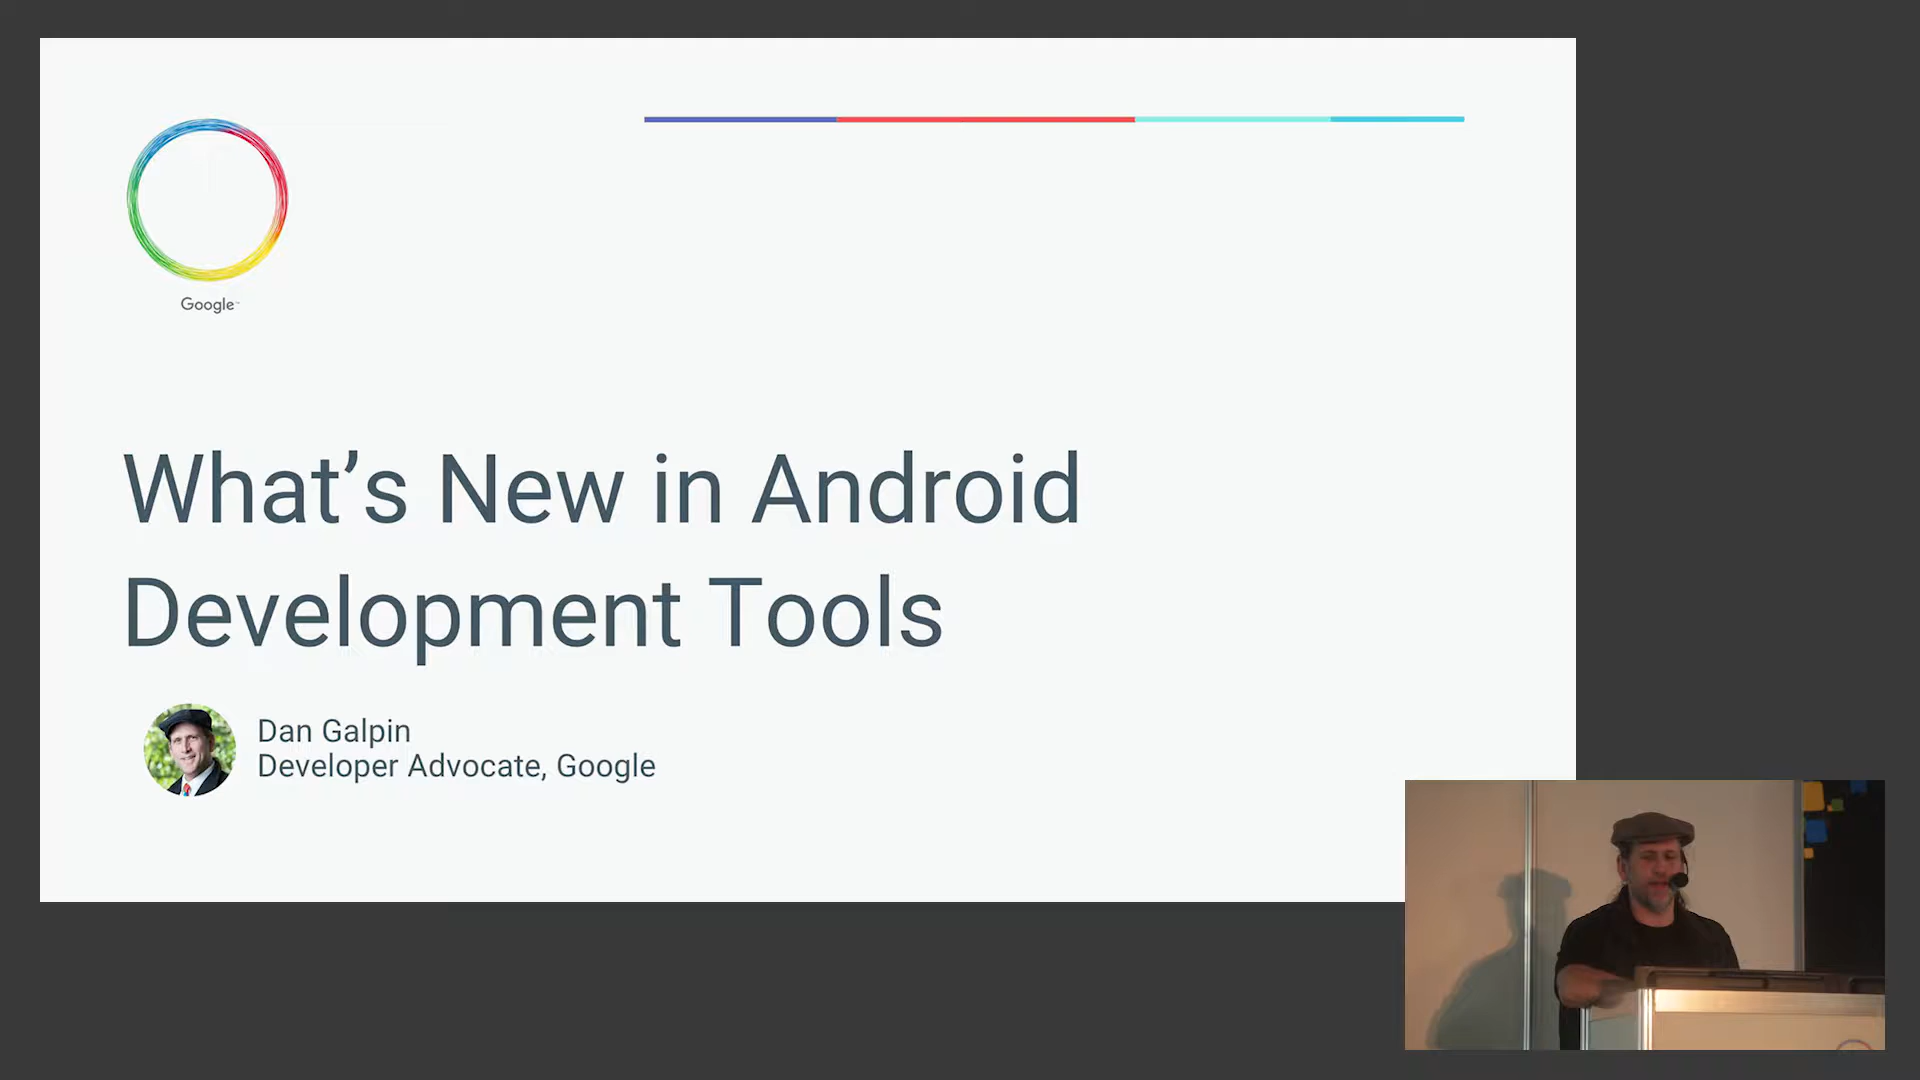 Google
What’s New in Android
Development Tools
Dan Galpin
Developer Advocate, Google